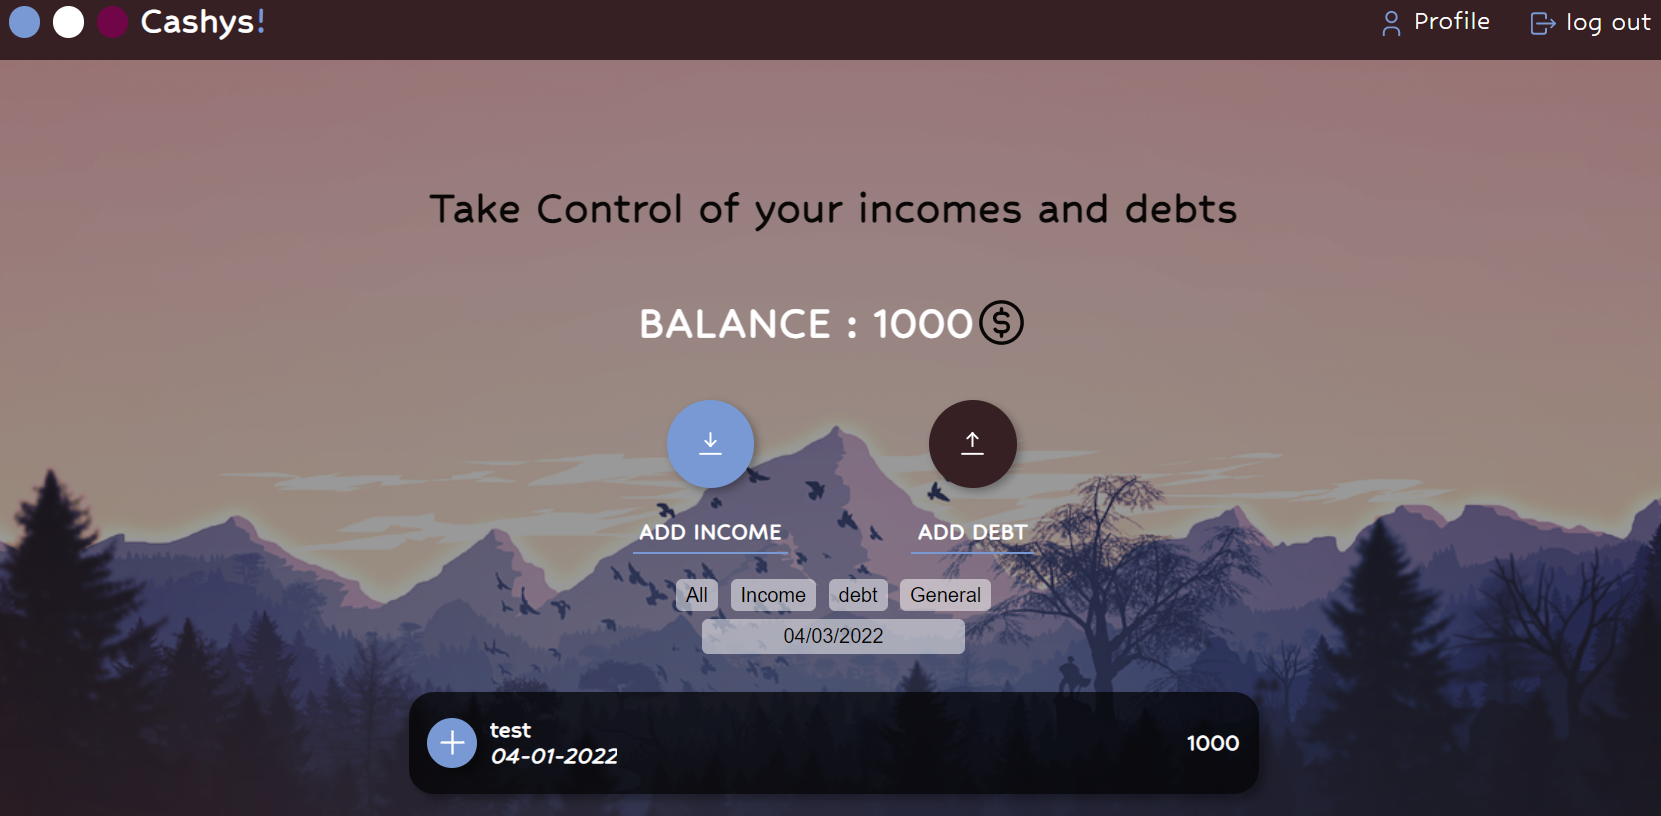 Cashys!
Profile
log out
Take Control of your incomes and debts
BALANCE : 1000
ADD INCOME
ADD DEBT
All
Income
debt
General
04/03/2022
test
04-01-2022
1000